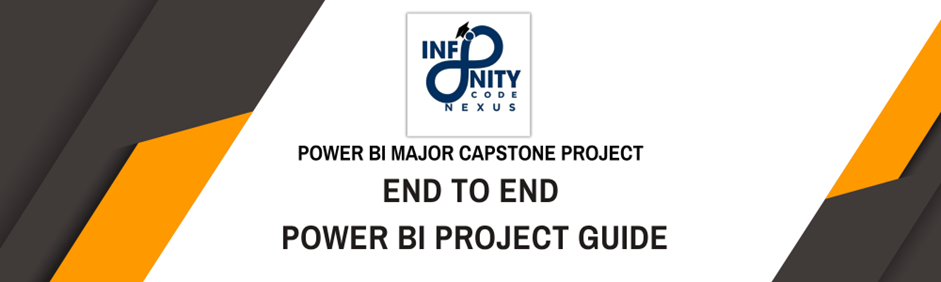 INFINITY
CODE
NEXUS
POWER BI MAJOR CAPSTONE PROJECT
END TO END
POWER BI PROJECT GUIDE